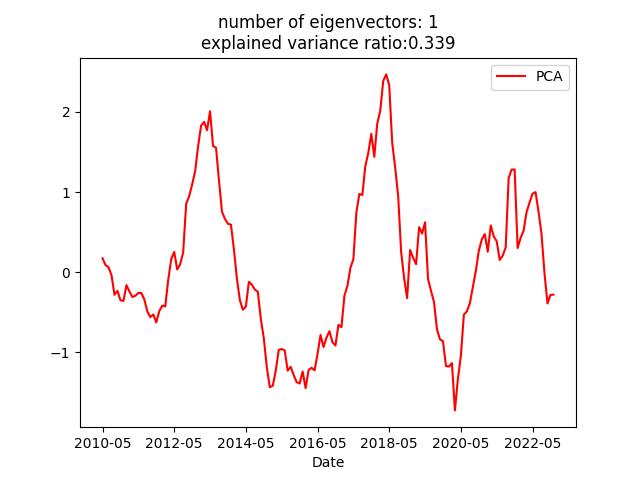 number of eigenvectors: 1
explained variance ratio:0.339
PCA
2
1
0
−1
2010-05 2012-05 2014-05 2016-05 2018-05 2020-05 2022-05
Date